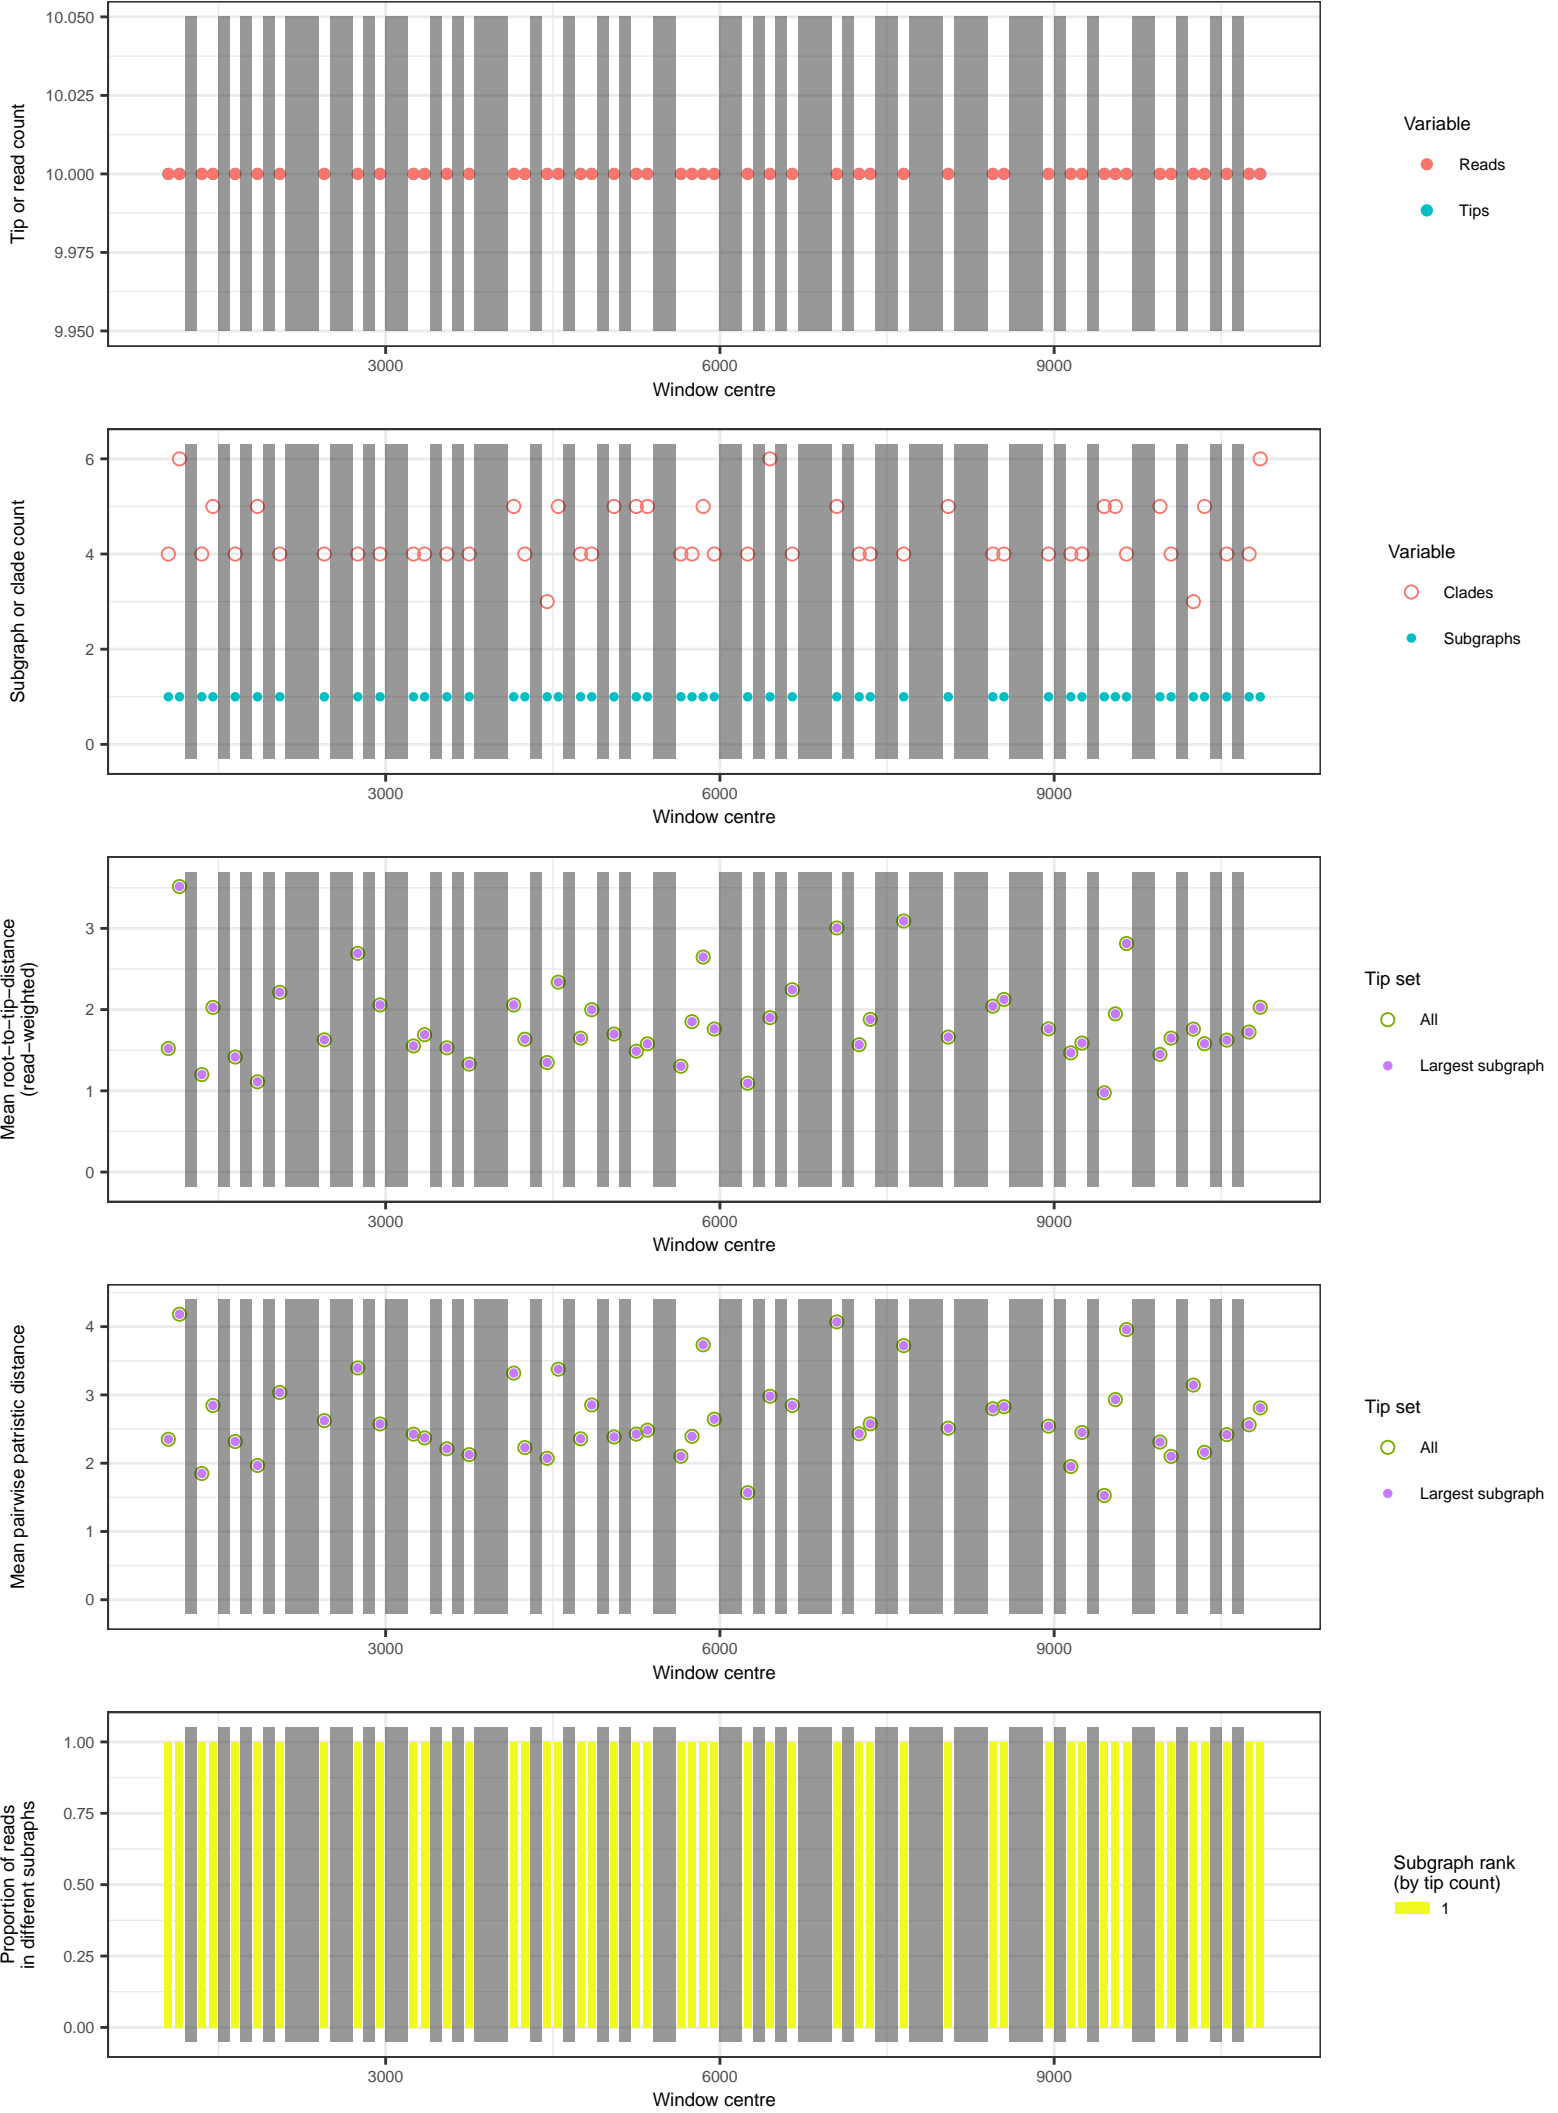 10.050
10.025
10.000
9.975
9.950
Tip or read count
3000
6000
9000
Window centre
Variable
Reads
Tips
6
4
2
0
Subgraph or clade count
3000
6000
9000
Window centre
Variable
Clades
Subgraphs
3
2
1
0
Mean root−to−tip−distance
(read−weighted)
3000
6000
9000
Window centre
Tip set
All
Largest subgraph
4
3
2
1
0
Mean pairwise patristic distance
3000
6000
9000
Window centre
Tip set
All
Largest subgraph
1.00
0.75
0.50
0.25
0.00
Proportion of reads
in different subraphs
3000
6000
9000
Window centre
Subgraph rank
(by tip count)
1